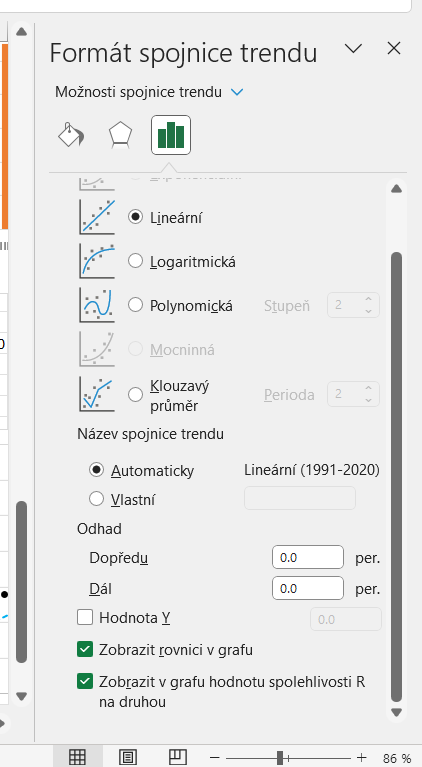 Formát spojnice trendu
Možnosti spojnice trendu
Lineární
Logaritmická
Polynomická Stupeň 2
Mocninná
Klouzavý průměr Perioda 2
Název spojnice trendu
Automaticky Lineární (1991-2020)
Vlastní
Odhad
Dopředu 0.0 per.
Dál 0.0 per.
Hodnota Y 0.0
Zobrazit rovnici v grafu
Zobrazit v grafu hodnotu spolehlivosti R
na druhou
86 %